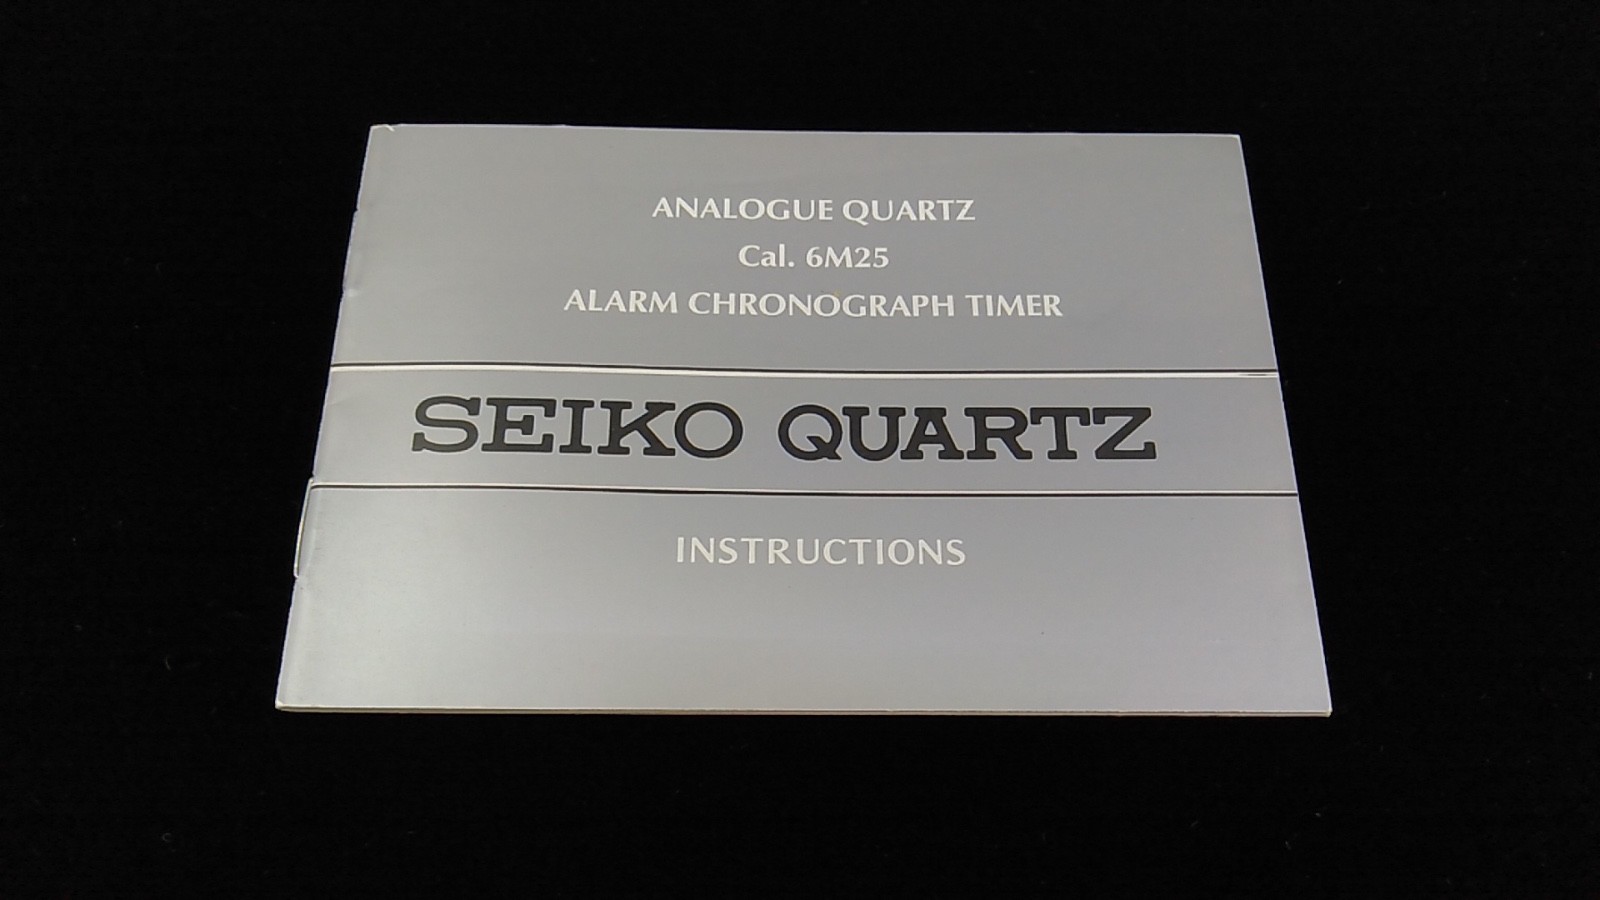 ANALOGUE QUARTZ
Cal. 6M25
ALARM CHRONOGRAPH TIMER
SEIKO QUARTZ
INSTRUCTIONS